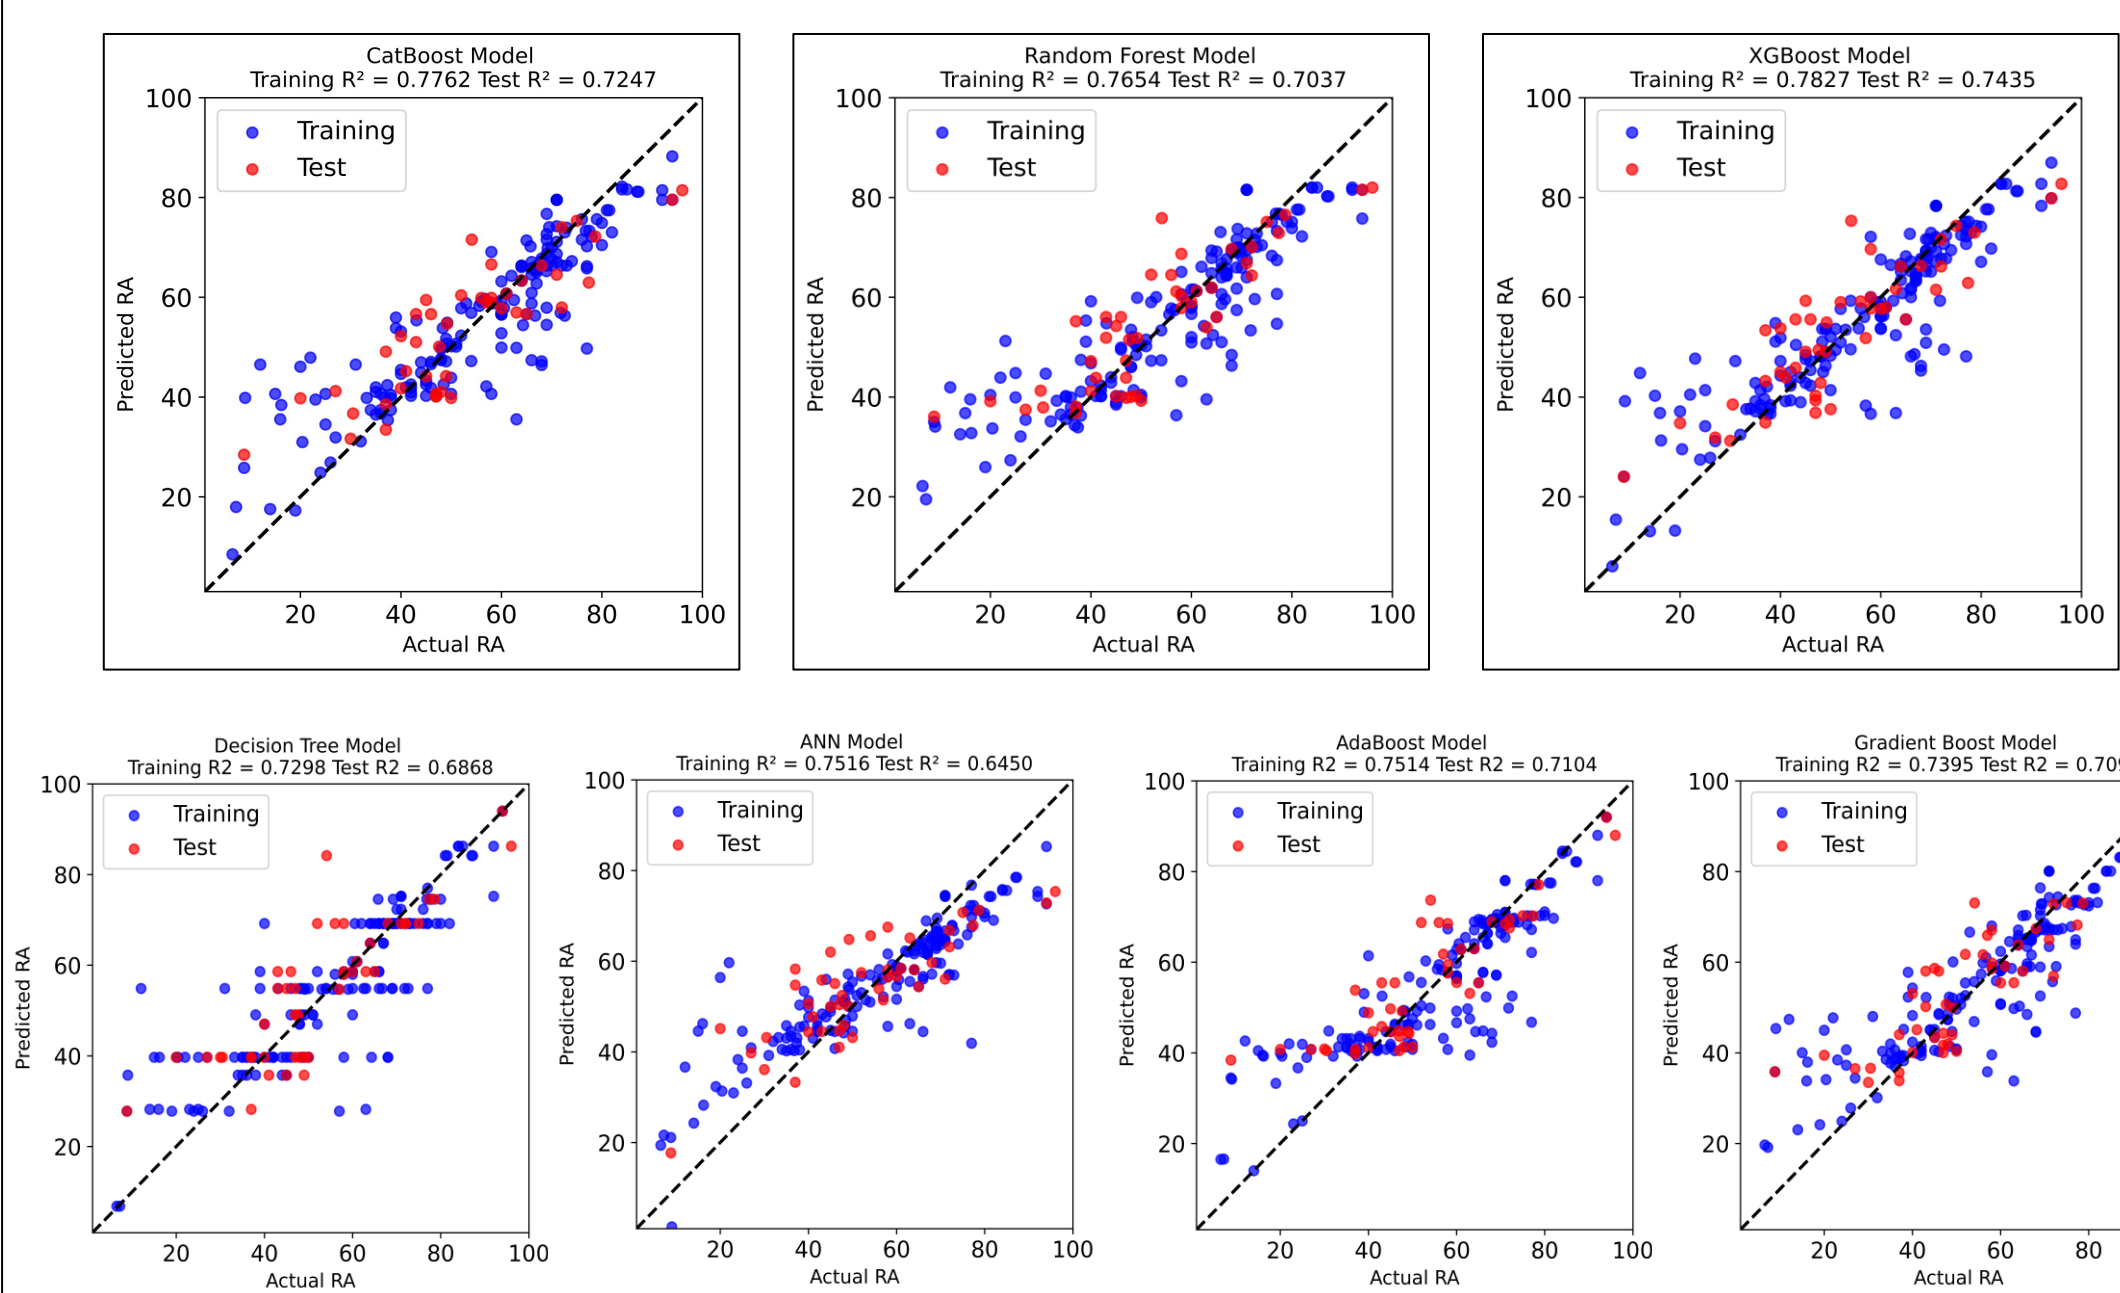 CatBoost Model
Training R² = 0.7762 Test R² = 0.7247
100
80
60
40
20
Training
Test
Predicted RA
20 40 60 80 100
Actual RA
Random Forest Model
Training R² = 0.7654 Test R² = 0.7037
100
80
60
40
20
Training
Test
Predicted RA
20 40 60 80 100
Actual RA
XGBoost Model
Training R² = 0.7827 Test R² = 0.7435
100
80
60
40
20
Training
Test
Predicted RA
20 40 60 80 100
Actual RA
Decision Tree Model
Training R2 = 0.7298 Test R2 = 0.6868
100
80
60
40
20
Training
Test
Predicted RA
20 40 60 80 100
Actual RA
ANN Model
Training R² = 0.7516 Test R² = 0.6450
100
80
60
40
20
Training
Test
Predicted RA
20 40 60 80 100
Actual RA
AdaBoost Model
Training R2 = 0.7514 Test R2 = 0.7104
100
80
60
40
20
Training
Test
Predicted RA
20 40 60 80 100
Actual RA
Gradient Boost Model
Training R2 = 0.7395 Test R2 =
100
80
60
40
20
Training
Test
Predicted RA
20 40 60 80
Actual RA